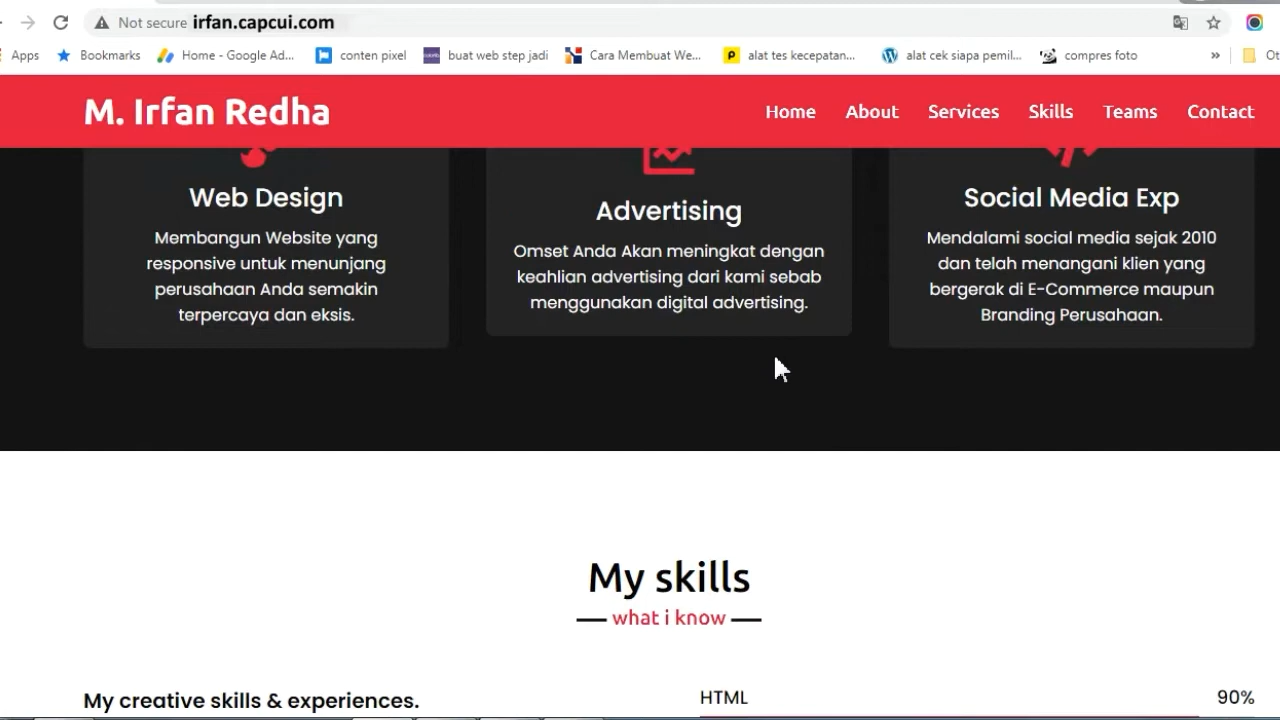 Not secure irfan.capcui.com
Apps Bookmarks Home - Google Ad... conten pixel buat web step jadi Cara Membuat We... alat tes kecepatan... alat cek siapa pemil... compres foto » Ot
M. Irfan Redha Home About Services Skills Teams Contact
Web Design
Membangun Website yang
responsive untuk menunjang
perusahaan Anda semakin
terpercaya dan eksis.
Advertising
Omset Anda Akan meningkat dengan
keahlian advertising dari kami sebab
menggunakan digital advertising.
Social Media Exp
Mendalami social media sejak 2010
dan telah menangani klien yang
bergerak di E-Commerce maupun
Branding Perusahaan.
My skills
what i know
My creative skills & experiences.
HTML 90%